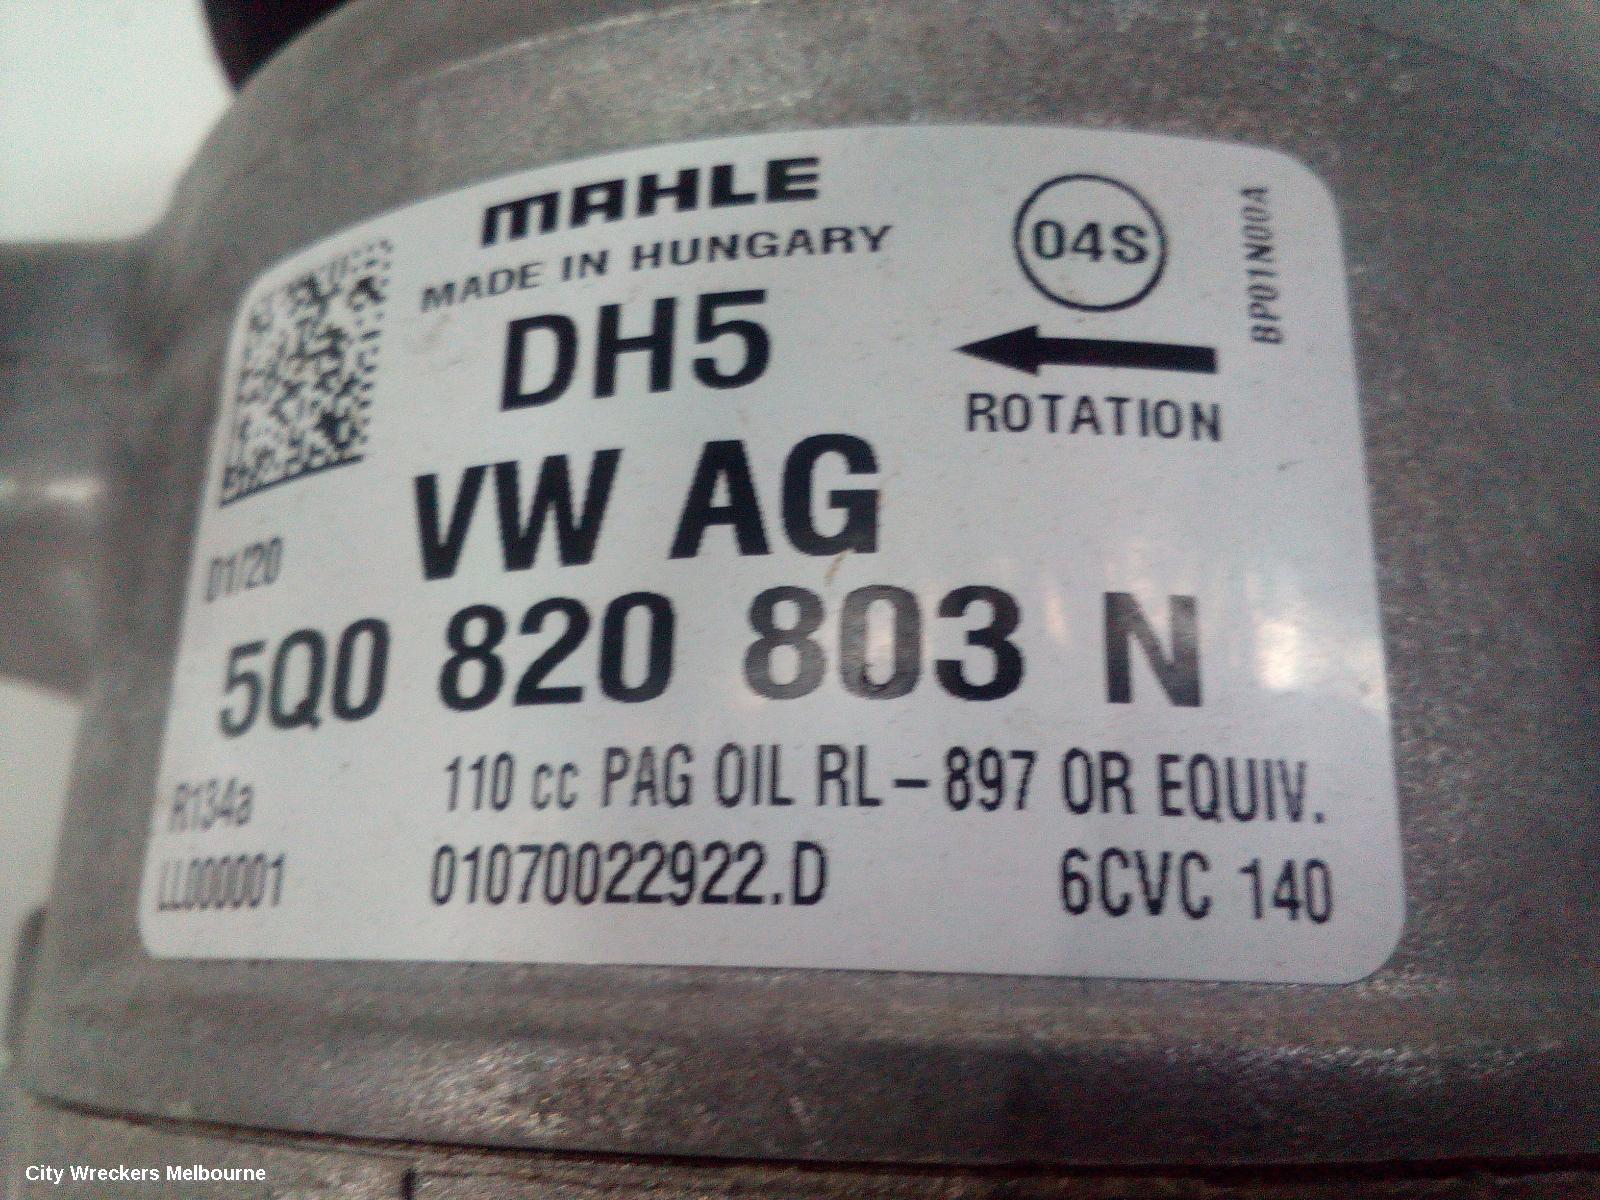 MAHLE
MADE IN HUNGARY
DH5
04S
BP01N00A
ROTATION
VW AG
01/20
5Q0 820 803 N
R134a
110 cc PAG OIL RL-897 OR EQUIV.
LL000001
01070022922.D
6CVC 140
City Wreckers Melbourne